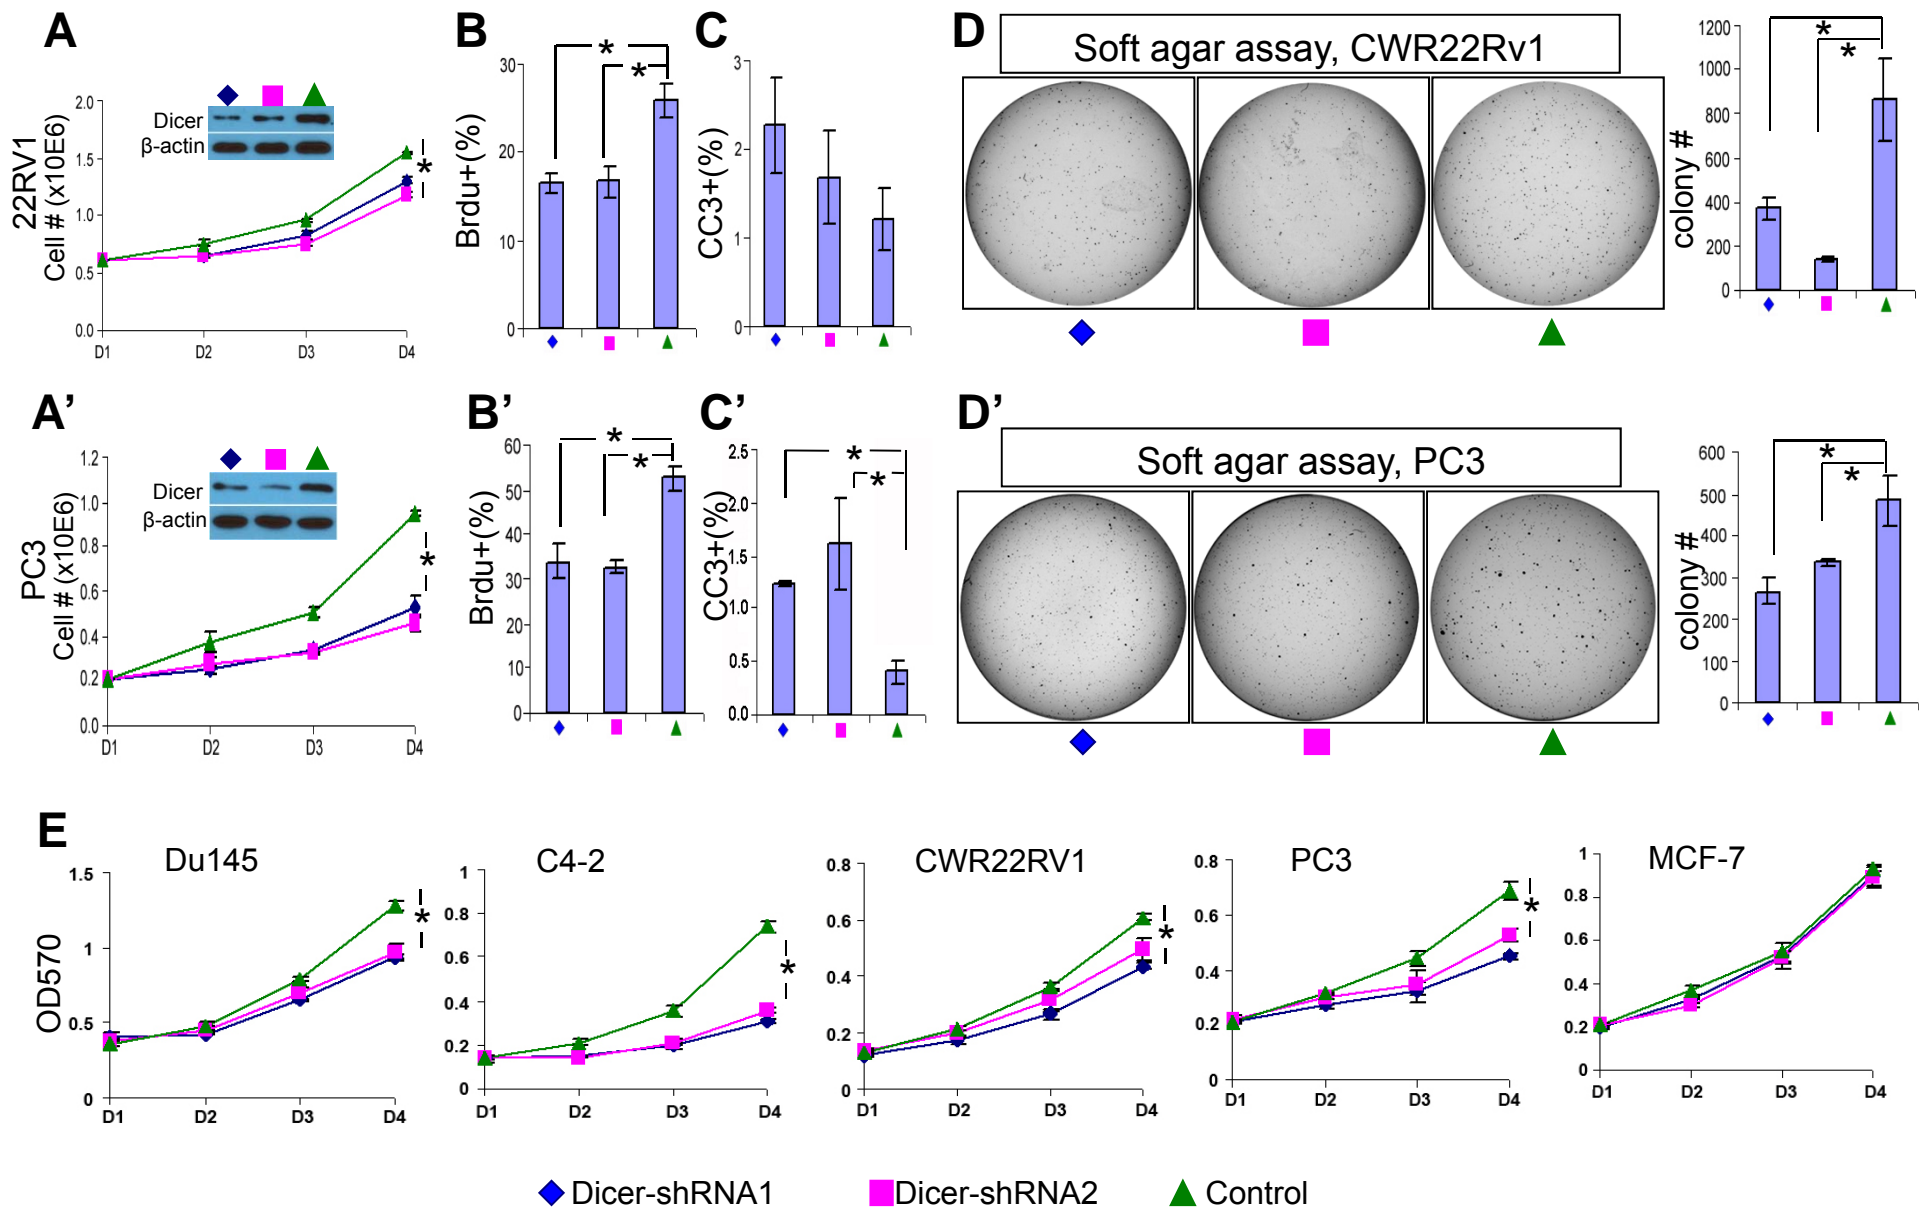 A
22RV1
Cell # (x10E6)
2.0
1.5
1.0
0.5
0.0
Dicer
β-actin
*
D1 D2 D3 D4
B
Brdu+(%)
30
20
10
0
*
*
C
CC3+(%)
3
2
1
0
D
Soft agar assay, CWR22Rv1
colony #
1200
1000
800
600
400
200
0
*
*
A'
PC3
Cell # (x10E6)
1.2
1.0
0.8
0.6
0.4
0.2
0.0
Dicer
β-actin
*
D1 D2 D3 D4
B'
Brdu+(%)
60
50
40
30
20
10
0
*
*
C'
CC3+(%)
2.5
2.0
1.5
1.0
0.5
0.0
*
*
D'
Soft agar assay, PC3
colony #
600
500
400
300
200
100
0
*
*
E
OD570
Du145
1.5
1
0.5
0
*
D1 D2 D3 D4
C4-2
1
0.8
0.6
0.4
0.2
0
*
D1 D2 D3 D4
CWR22RV1
0.8
0.6
0.4
0.2
0
*
D1 D2 D3 D4
PC3
0.8
0.6
0.4
0.2
0
*
D1 D2 D3 D4
MCF-7
1
0.8
0.6
0.4
0.2
0
D1 D2 D3 D4
Dicer-shRNA1 Dicer-shRNA2 Control